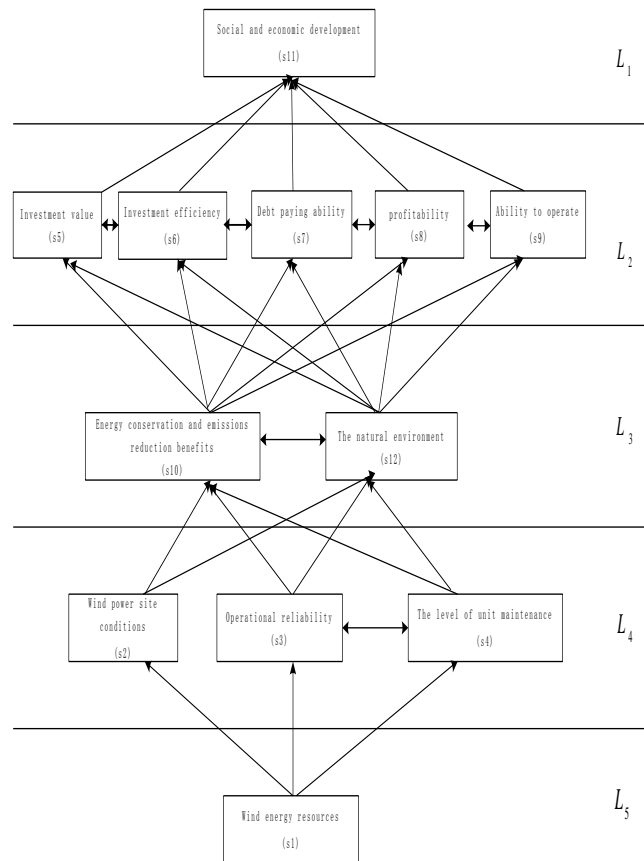 Social and economic development
(s11)
L1
Investment value
(s5)
Investment efficiency
(s6)
Debt paying ability
(s7)
profitability
(s8)
Ability to operate
(s9)
L2
Energy conservation and emissions
reduction benefits
(s10)
The natural environment
(s12)
L3
Wind power site
conditions
(s2)
Operational reliability
(s3)
The level of unit maintenance
(s4)
L4
Wind energy resources
(s1)
L5